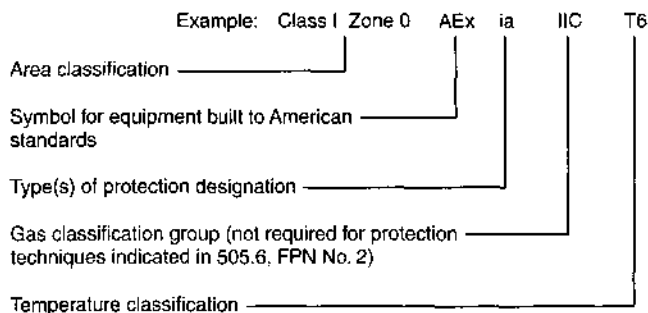 Example: Class I Zone 0 AEx ia IIC T6
Area classification
Symbol for equipment built to American
standards
Type(s) of protection designation
Gas classification group (not required for protection
techniques indicated in 505.6, FPN No. 2)
Temperature classification